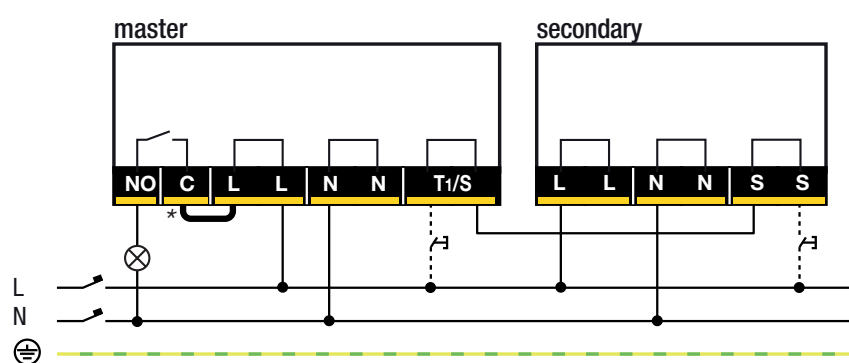 master
secondary
NO C L L N N T1/S
L L N N S S
*
L
N